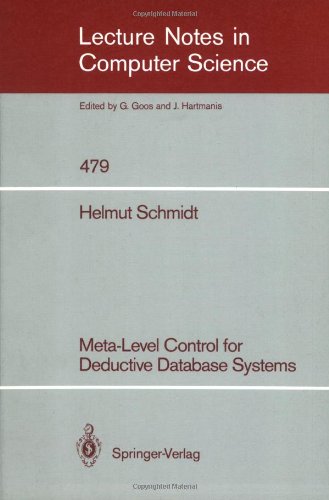 Lecture Notes in
Computer Science
Edited by G. Goos and J. Hartmanis
479
Helmut Schmidt
Meta-Level Control for
Deductive Database Systems
Springer-Verlag